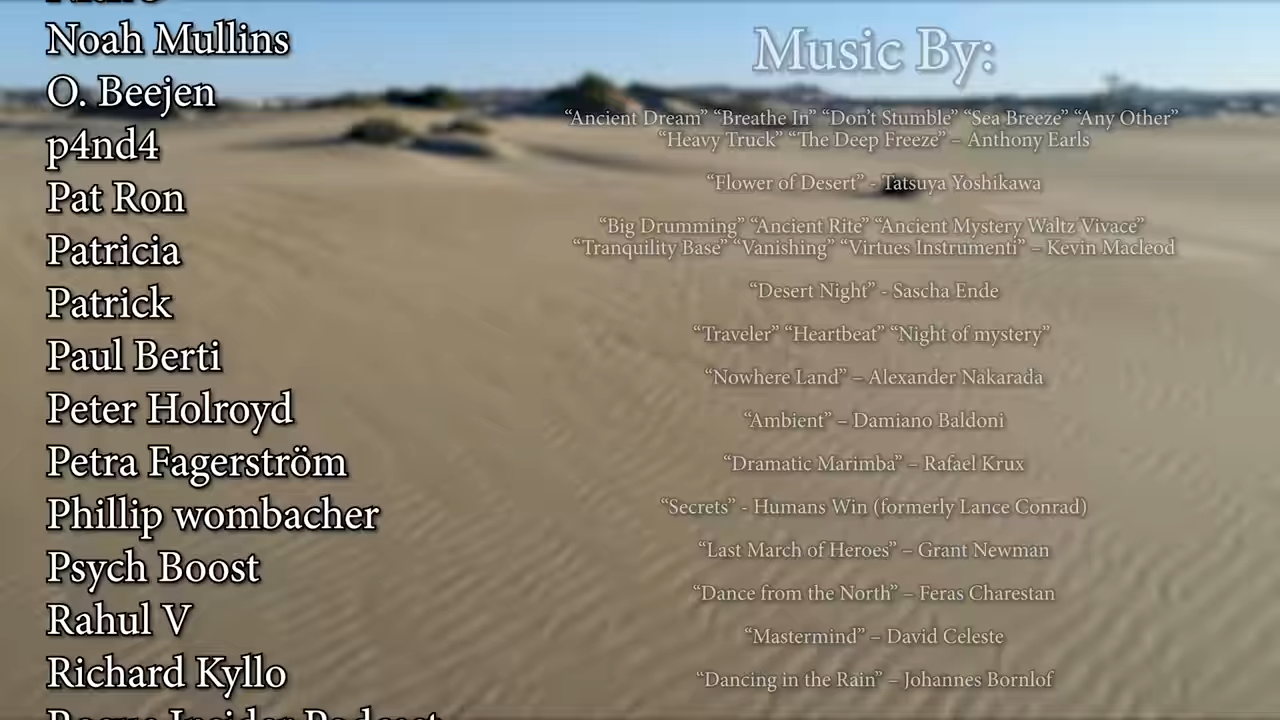 Noah Mullins
O. Beejen
p4nd4
Pat Ron
Patricia
Patrick
Paul Berti
Peter Holroyd
Petra Fagerström
Phillip wombacher
Psych Boost
Rahul V
Richard Kyllo
Rogue Insider Podcast
Music By:
“Ancient Dream” “Breathe In” “Don’t Stumble” “Sea Breeze” “Any Other”
“Heavy Truck” “The Deep Freeze” – Anthony Earls
“Flower of Desert” - Tatsuya Yoshikawa
“Big Drumming” “Ancient Rite” “Ancient Mystery Waltz Vivace”
“Tranquility Base” “Vanishing” “Virtues Instrumenti” – Kevin Macleod
“Desert Night” - Sascha Ende
“Traveler” “Heartbeat” “Night of mystery”
“Nowhere Land” – Alexander Nakarada
“Ambient” – Damiano Baldoni
“Dramatic Marimba” – Rafael Krux
“Secrets” - Humans Win (formerly Lance Conrad)
“Last March of Heroes” – Grant Newman
“Dance from the North” – Feras Charestan
“Mastermind” – David Celeste
“Dancing in the Rain” – Johannes Bornlof